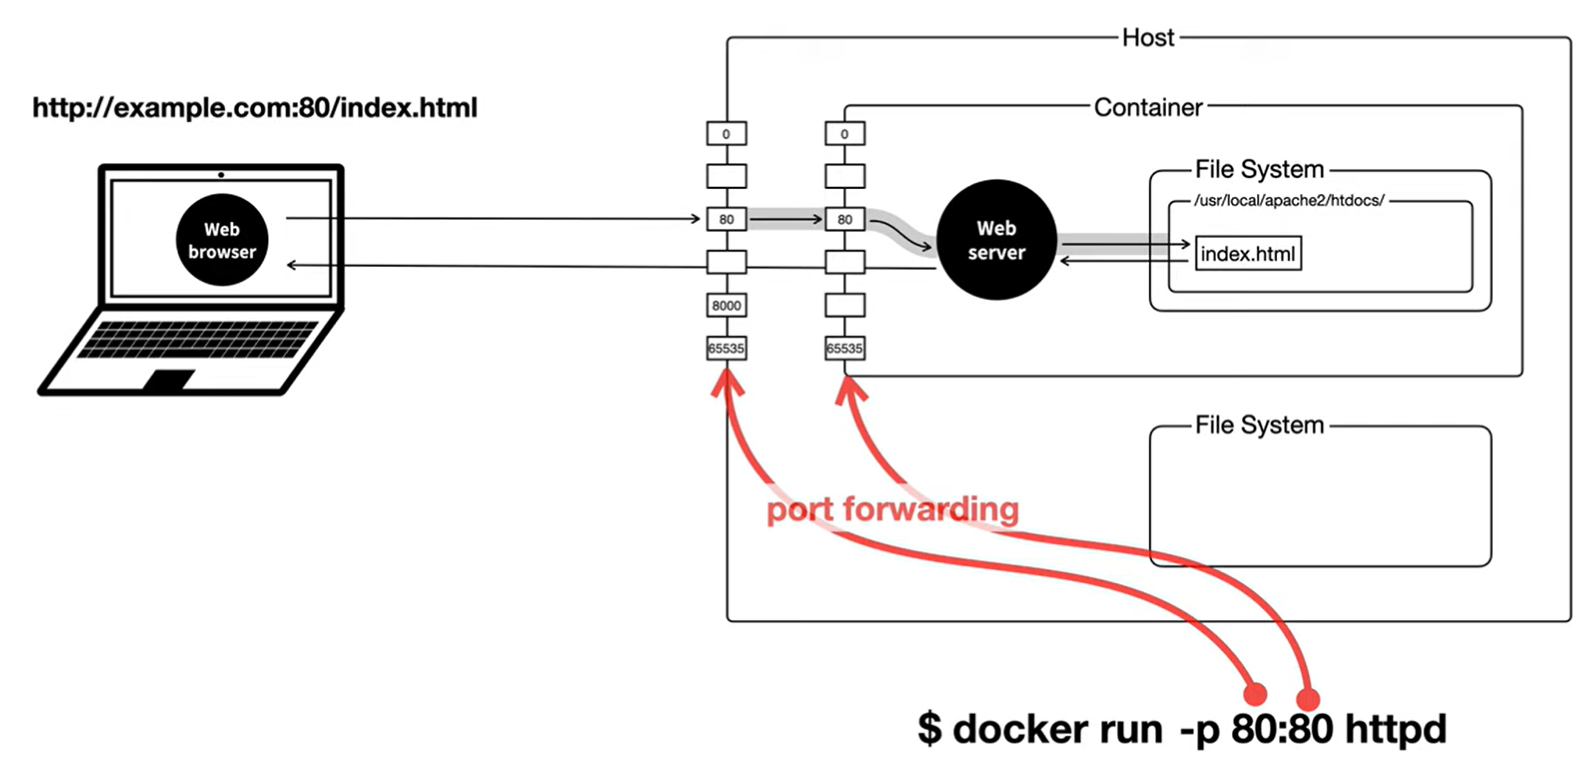 Host
http://example.com:80/index.html
Container
0
0
File System
/usr/local/apache2/htdocs/
80
80
Web
browser
Web
server
index.html
8000
65535
65535
File System
port forwarding
$ docker run -p 80:80 httpd